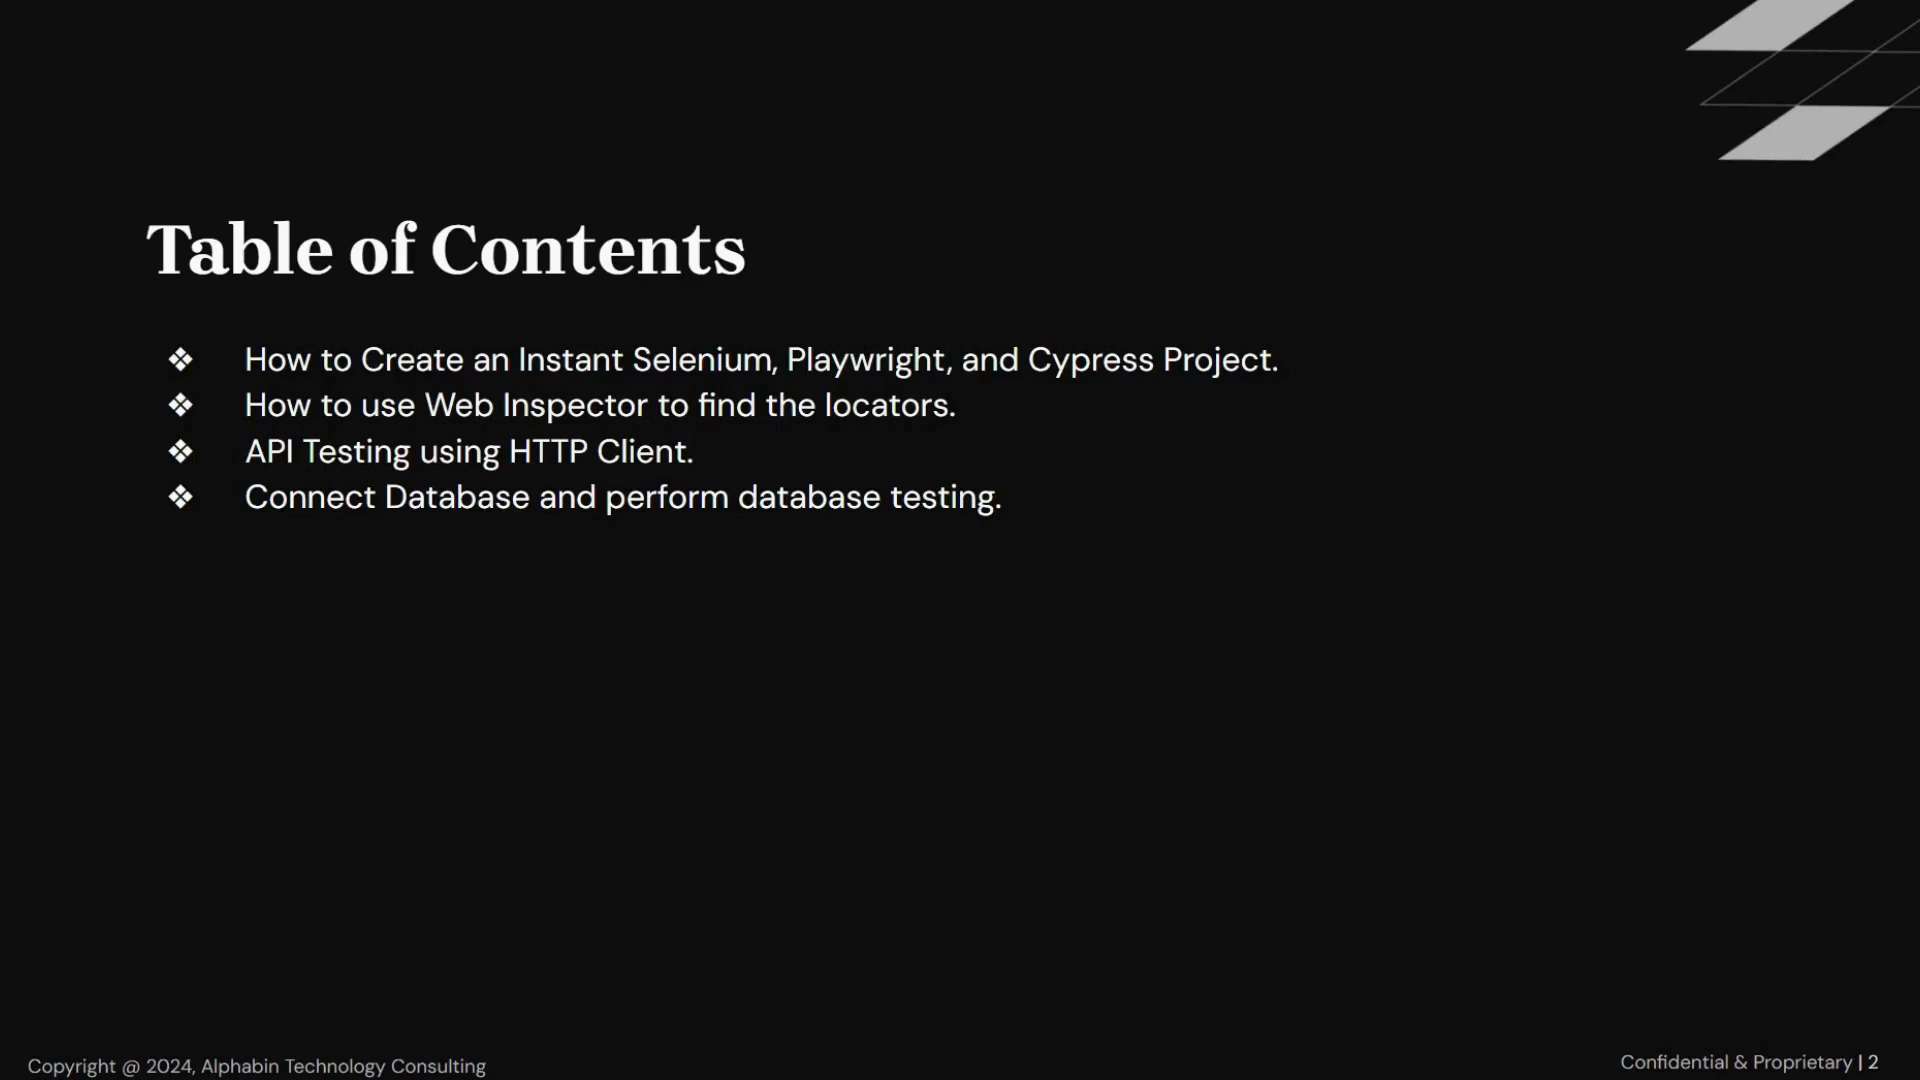 Table of Contents
❖ How to Create an Instant Selenium, Playwright, and Cypress Project.
❖ How to use Web Inspector to find the locators.
❖ API Testing using HTTP Client.
❖ Connect Database and perform database testing.
Copyright @ 2024, Alphabin Technology Consulting
Confidential & Proprietary | 2